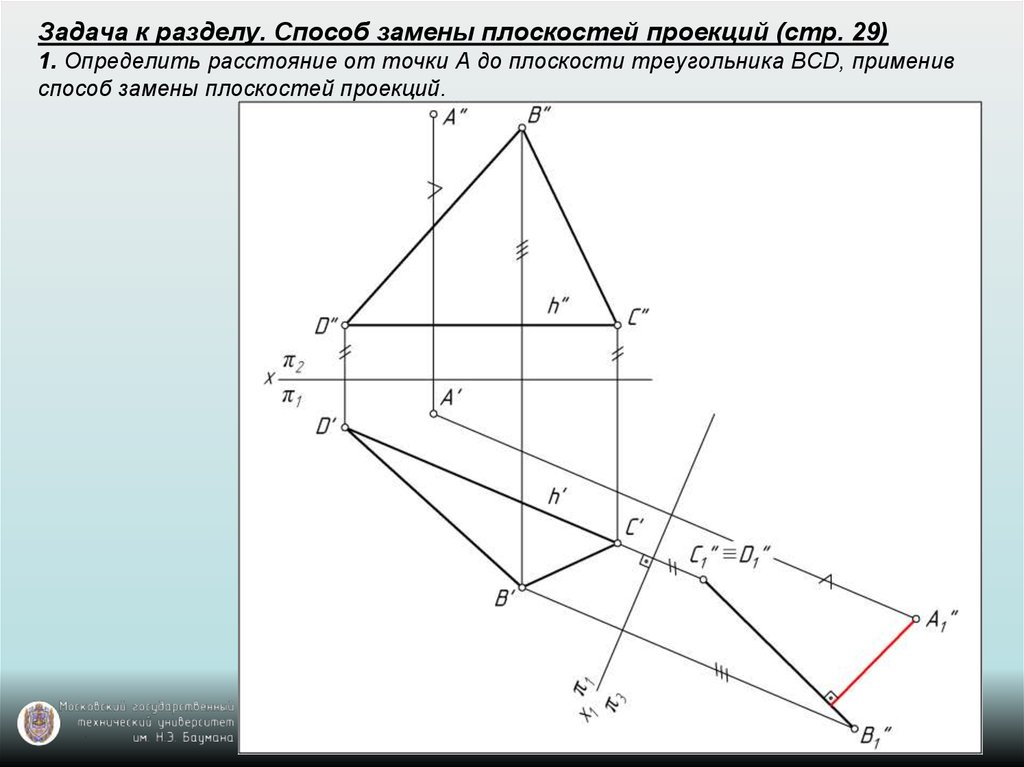 Задача к разделу. Способ замены плоскостей проекций (стр. 29)
1. Определить расстояние от точки А до плоскости треугольника BCD, применив
способ замены плоскостей проекций.
A″
B″
h″
D″
C″
x π2
π1
A′
D′
h′
C′
C1″≡D1″
B′
A1″
x1 π1
π3
B1″
Московский государственный
технический университет
им. Н.Э. Баумана